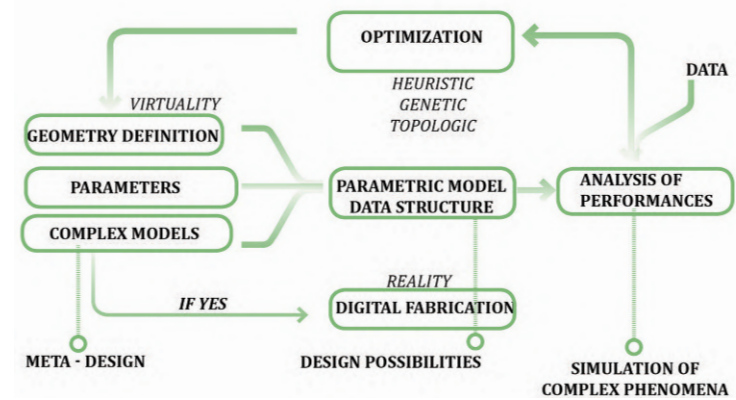 OPTIMIZATION
HEURISTIC
GENETIC
TOPOLOGIC
DATA
VIRTUALITY
GEOMETRY DEFINITION
PARAMETERS
COMPLEX MODELS
PARAMETRIC MODEL
DATA STRUCTURE
ANALYSIS OF
PERFORMANCES
IF YES
REALITY
DIGITAL FABRICATION
META - DESIGN
DESIGN POSSIBILITIES
SIMULATION OF
COMPLEX PHENOMENA